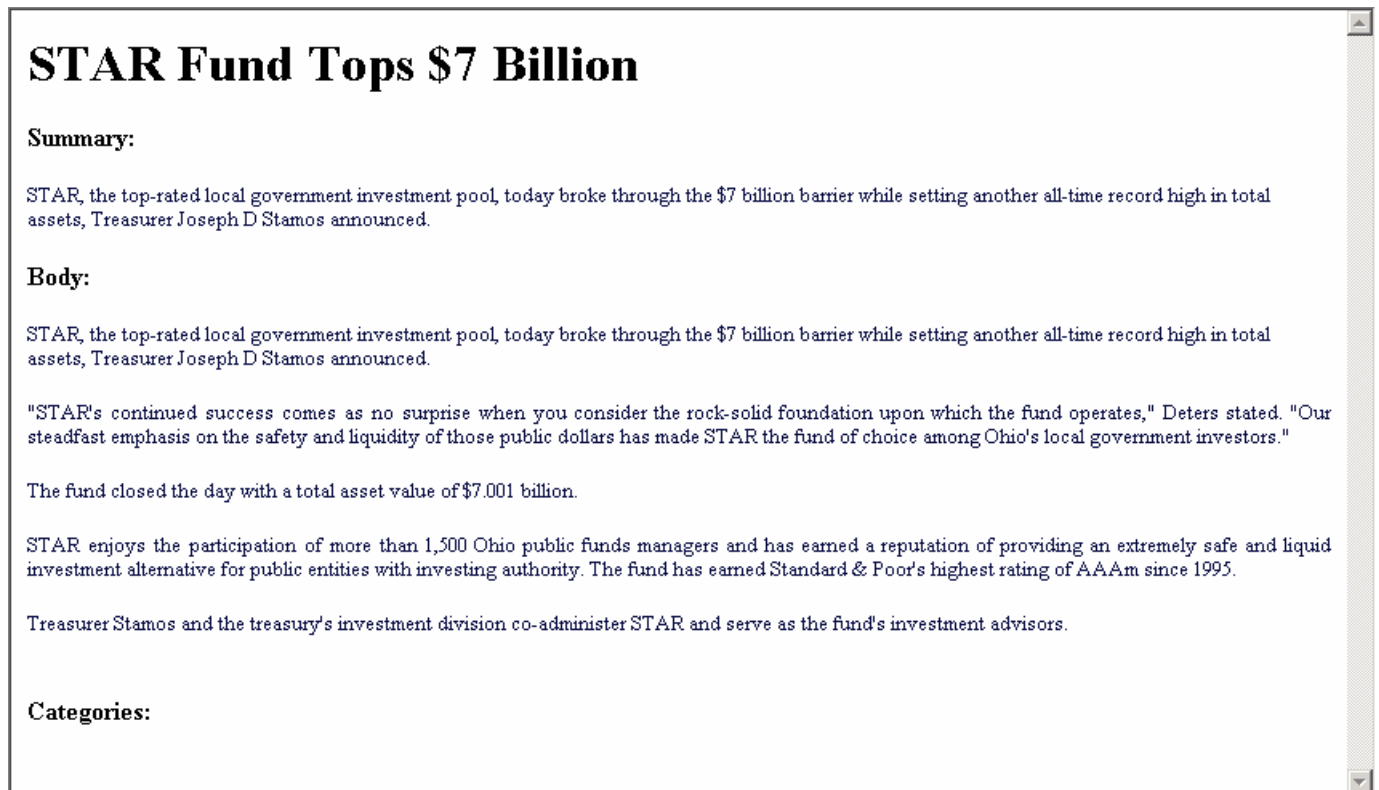 STAR Fund Tops $7 Billion
Summary:
STAR, the top-rated local government investment pool, today broke through the $7 billion barrier while setting another all-time record high in total
assets, Treasurer Joseph D Stamos announced.
Body:
STAR, the top-rated local government investment pool, today broke through the $7 billion barrier while setting another all-time record high in total
assets, Treasurer Joseph D Stamos announced.
"STAR's continued success comes as no surprise when you consider the rock-solid foundation upon which the fund operates," Deters stated. "Our
steadfast emphasis on the safety and liquidity of those public dollars has made STAR the fund of choice among Ohio's local government investors."
The fund closed the day with a total asset value of $7.001 billion.
STAR enjoys the participation of more than 1,500 Ohio public funds managers and has earned a reputation of providing an extremely safe and liquid
investment alternative for public entities with investing authority. The fund has earned Standard & Poor's highest rating of AAAm since 1995.
Treasurer Stamos and the treasury's investment division co-administer STAR and serve as the fund's investment advisors.
Categories: